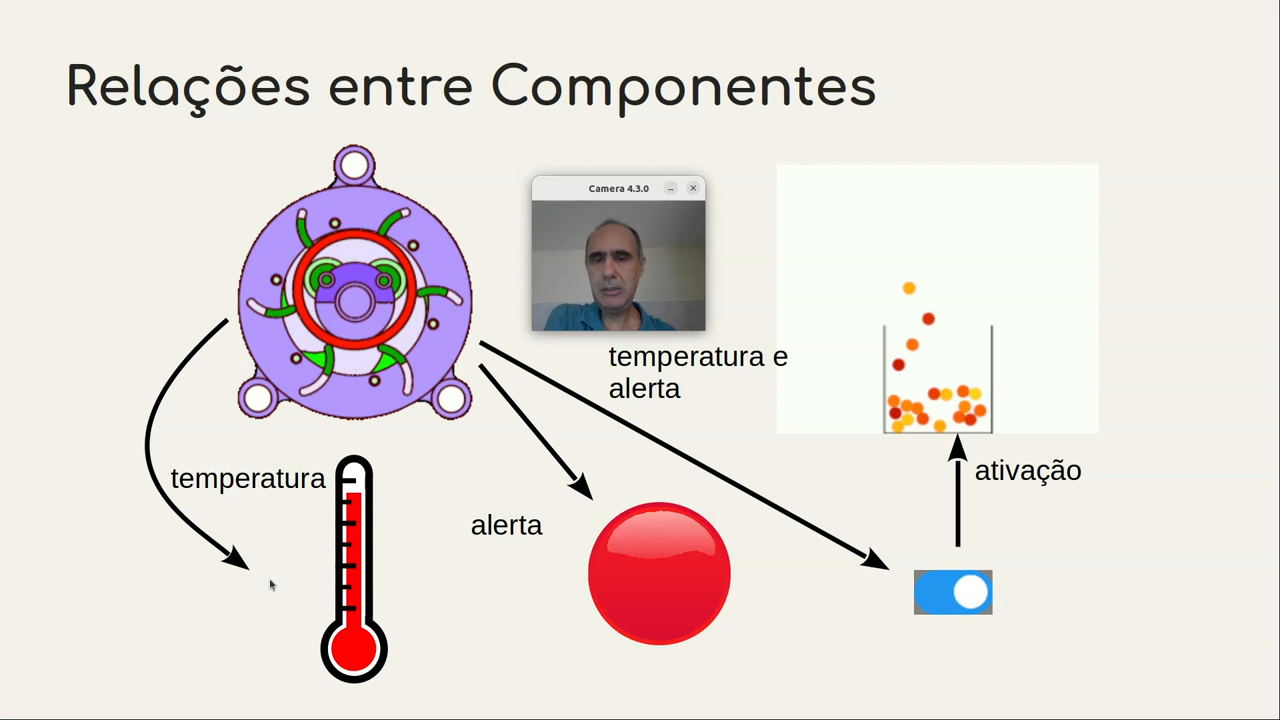 Relações entre Componentes
Camera 4.3.0
temperatura e
alerta
temperatura
alerta
ativação